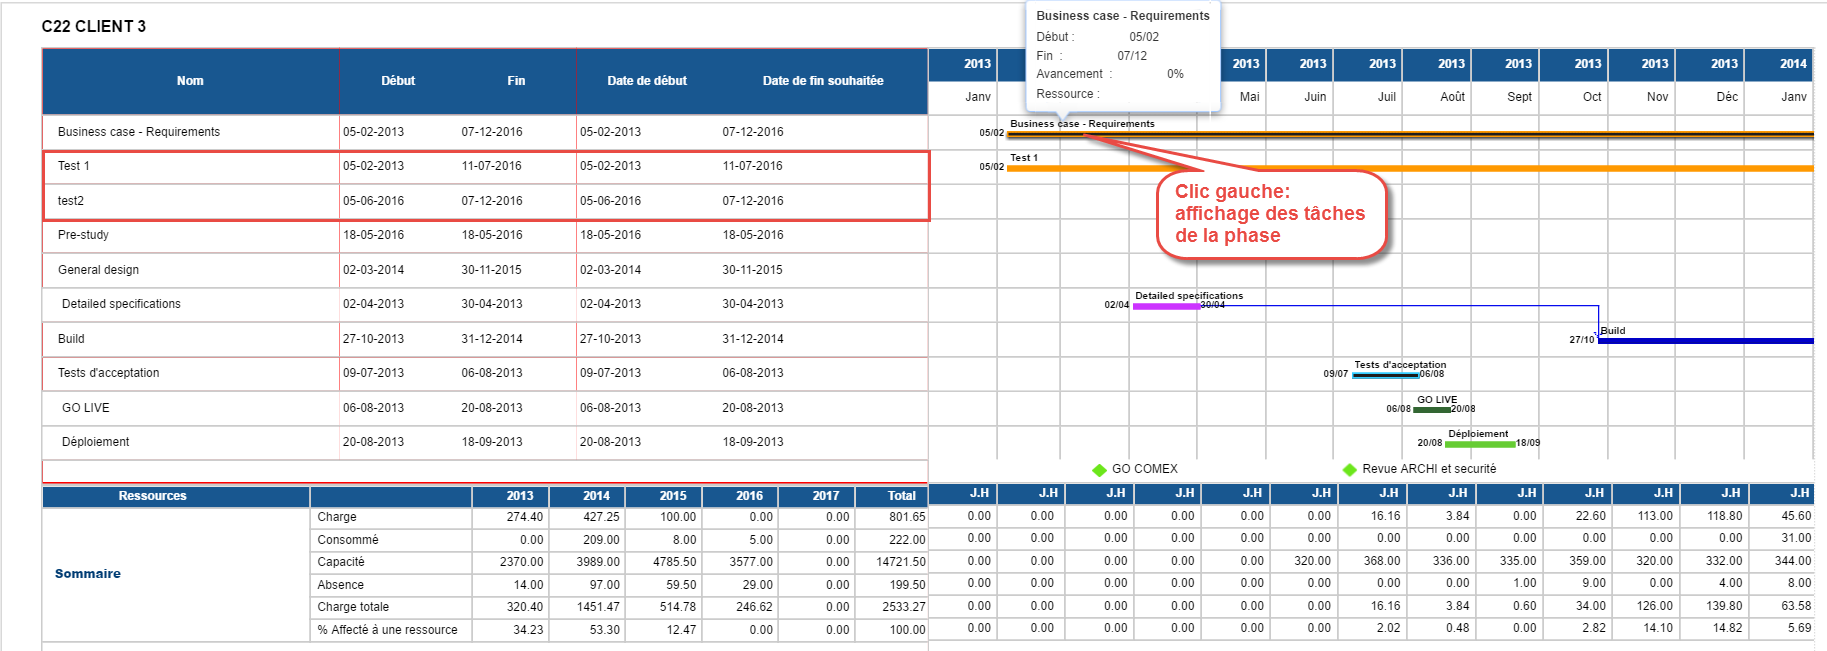 C22 CLIENT 3
Business case - Requirements
Début : 05/02
Fin : 07/12
Avancement : 0%
Ressource :
Nom Début Fin Date de début Date de fin souhaitée
2013 2013 2013 2013 2013 2013 2013 2013 2013 2014
Janv Mai Juin Juil Août Sept Oct Nov Déc Janv
Business case - Requirements 05-02-2013 07-12-2016 05-02-2013 07-12-2016
05/02 Business case - Requirements
Test 1 05-02-2013 11-07-2016 05-02-2013 11-07-2016
05/02 Test 1
Clic gauche:
affichage des tâches
de la phase
test2 05-06-2016 07-12-2016 05-06-2016 07-12-2016
Pre-study 18-05-2016 18-05-2016 18-05-2016 18-05-2016
General design 02-03-2014 30-11-2015 02-03-2014 30-11-2015
Detailed specifications 02-04-2013 30-04-2013 02-04-2013 30-04-2013
02/04 Detailed specifications 30/04
Build 27-10-2013 31-12-2014 27-10-2013 31-12-2014
27/10 Build
Tests d'acceptation 09-07-2013 06-08-2013 09-07-2013 06-08-2013
09/07 Tests d'acceptation 06/08
GO LIVE 06-08-2013 20-08-2013 06-08-2013 20-08-2013
06/08 GO LIVE 20/08
Déploiement 20-08-2013 18-09-2013 20-08-2013 18-09-2013
20/08 Déploiement 18/09
GO COMEX Revue ARCHI et securité
Ressources 2013 2014 2015 2016 2017 Total J.H J.H J.H J.H J.H J.H J.H J.H J.H J.H J.H J.H J.H
Sommaire
Charge 274.40 427.25 100.00 0.00 0.00 801.65 0.00 0.00 0.00 0.00 0.00 0.00 16.16 3.84 0.00 22.60 113.00 118.80 45.60
Consommé 0.00 209.00 8.00 5.00 0.00 222.00 0.00 0.00 0.00 0.00 0.00 0.00 0.00 0.00 0.00 0.00 0.00 0.00 31.00
Capacité 2370.00 3989.00 4785.50 3577.00 0.00 14721.50 0.00 0.00 0.00 0.00 0.00 320.00 368.00 336.00 335.00 359.00 320.00 332.00 344.00
Absence 14.00 97.00 59.50 29.00 0.00 199.50 0.00 0.00 0.00 0.00 0.00 0.00 0.00 0.00 1.00 9.00 0.00 4.00 8.00
Charge totale 320.40 1451.47 514.78 246.62 0.00 2533.27 0.00 0.00 0.00 0.00 0.00 0.00 16.16 3.84 0.60 34.00 126.00 139.80 63.58
% Affecté à une ressource 34.23 53.30 12.47 0.00 0.00 100.00 0.00 0.00 0.00 0.00 0.00 0.00 2.02 0.48 0.00 2.82 14.10 14.82 5.69